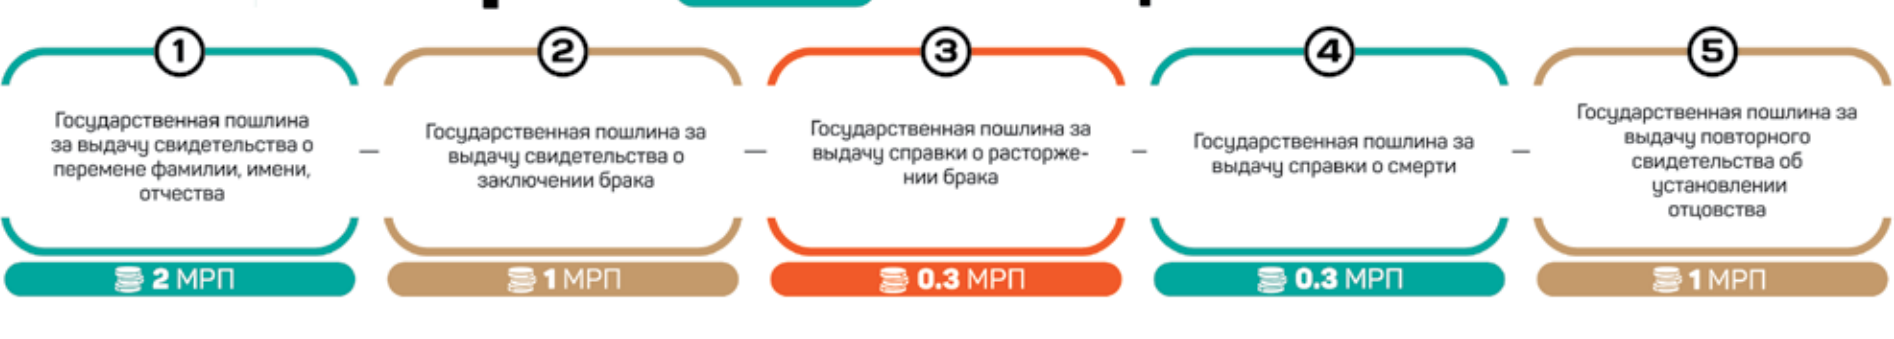 1
Государственная пошлина
за выдачу свидетельства о
перемене фамилии, имени,
отчества
2 МРП
2
Государственная пошлина за
выдачу свидетельства о
заключении брака
1 МРП
3
Государственная пошлина за
выдачу справки о расторже-
нии брака
0.3 МРП
4
Государственная пошлина за
выдачу справки о смерти
0.3 МРП
5
Государственная пошлина за
выдачу повторного
свидетельства об
установлении
отцовства
1 МРП